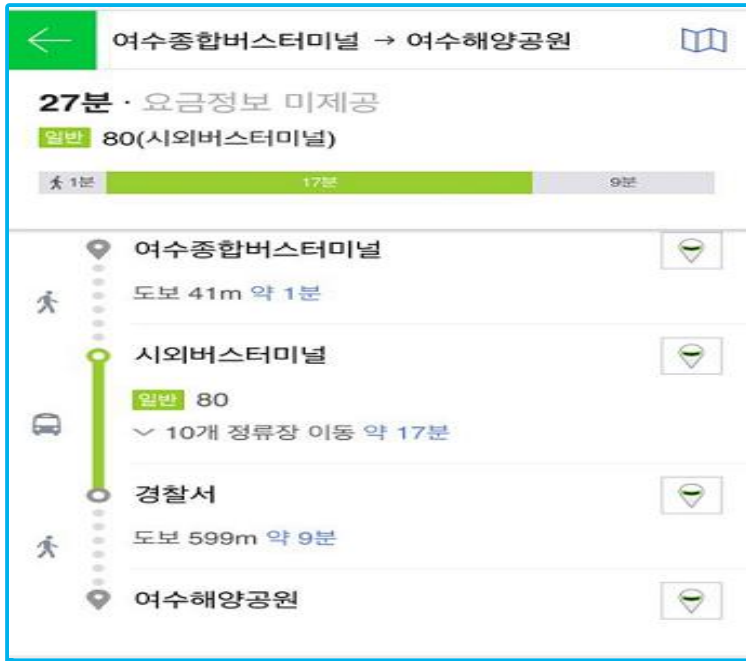 여수종합버스터미널 → 여수해양공원
27분 · 요금정보 미제공
일반 80(시외버스터미널)
1분 17분 9분
여수종합버스터미널
도보 41m 약 1분
시외버스터미널
일반 80
10개 정류장 이동 약 17분
경찰서
도보 599m 약 9분
여수해양공원